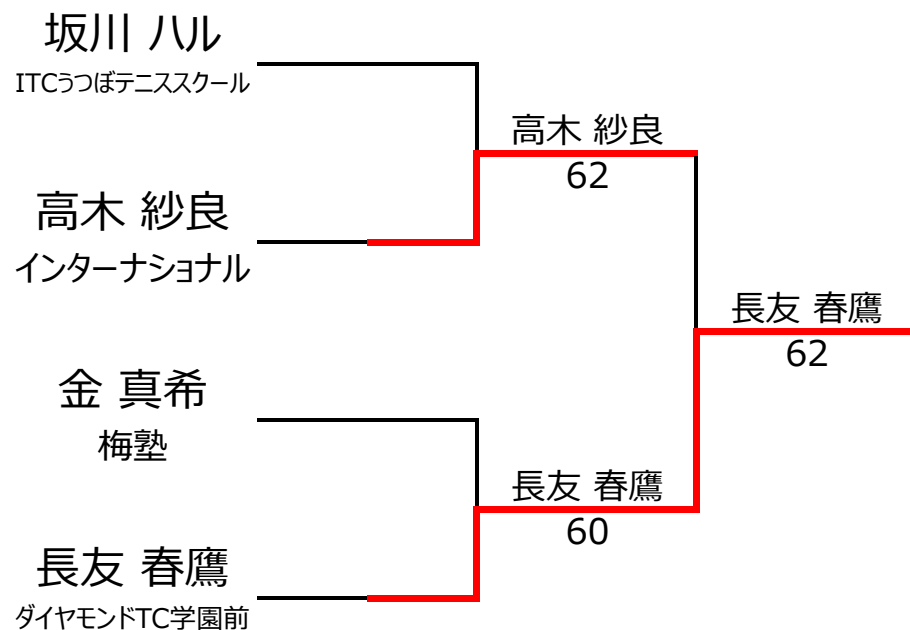 坂川 ハル
ITCうつぼテニススクール
高木 紗良
62
高木 紗良
インターナショナル
長友 春鷹
62
金 真希
梅塾
長友 春鷹
60
長友 春鷹
ダイヤモンドTC学園前